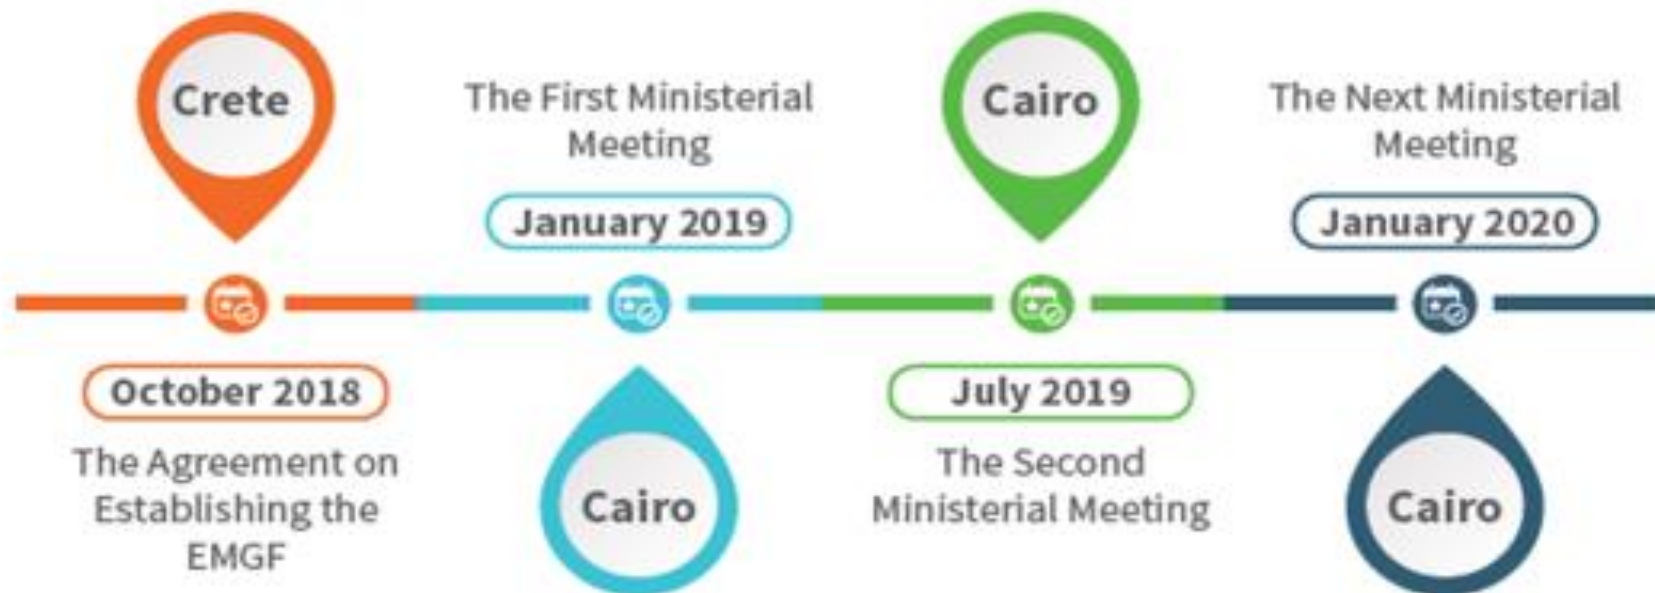 Crete
October 2018
The Agreement on
Establishing the
EMGF
The First Ministerial
Meeting
January 2019
Cairo
Cairo
July 2019
The Second
Ministerial Meeting
The Next Ministerial
Meeting
January 2020
Cairo